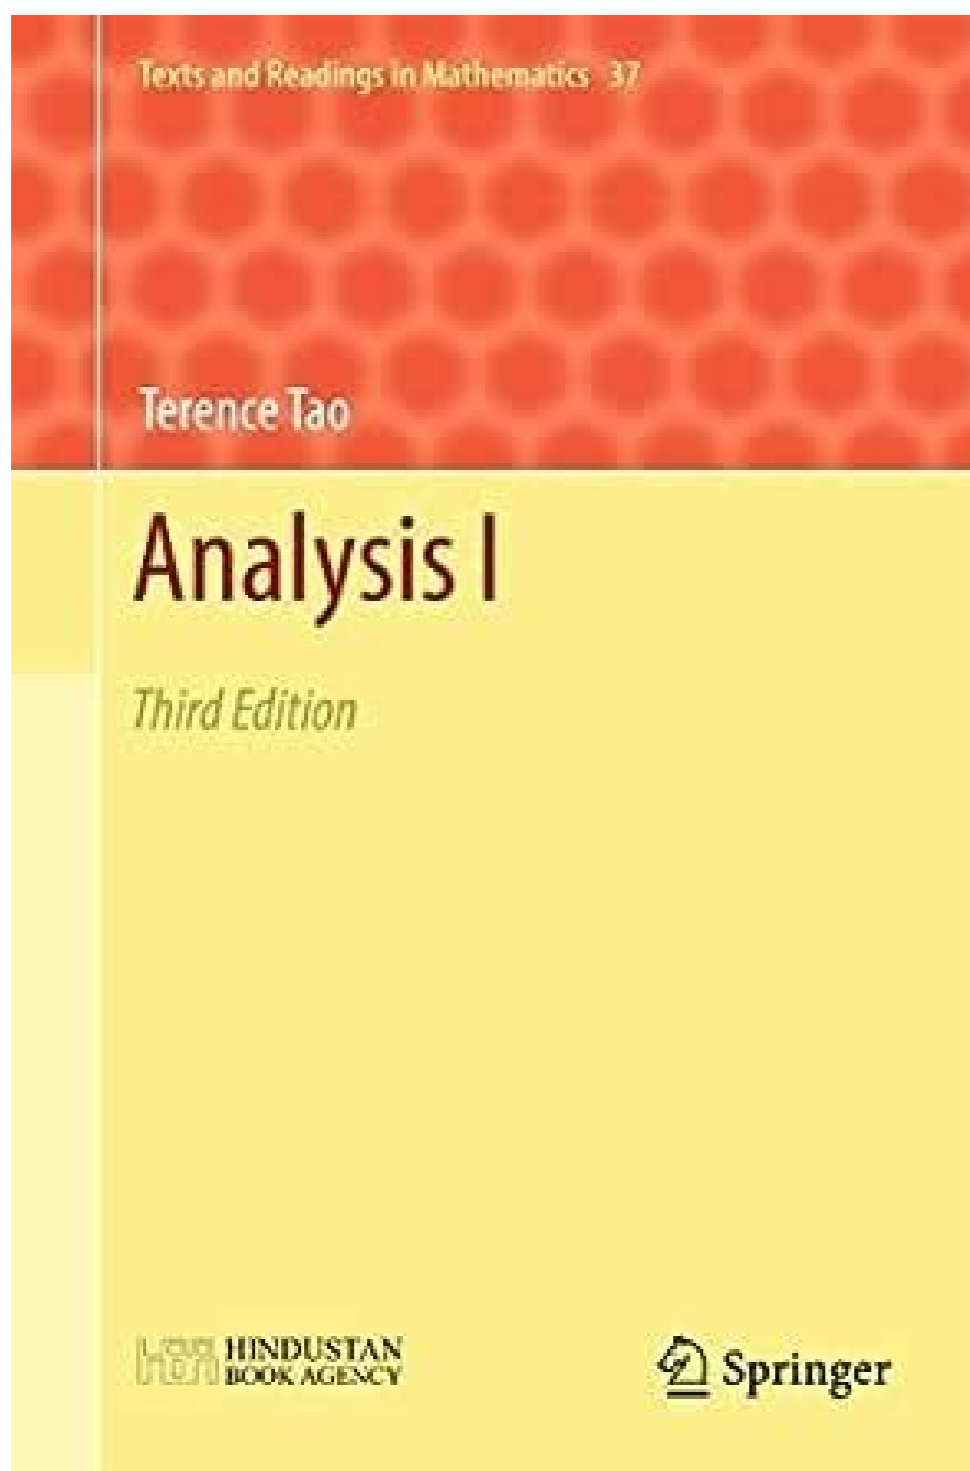 Texts and Readings in Mathematics 37
Terence Tao
Analysis I
Third Edition
HINDUSTAN
BOOK AGENCY
Springer